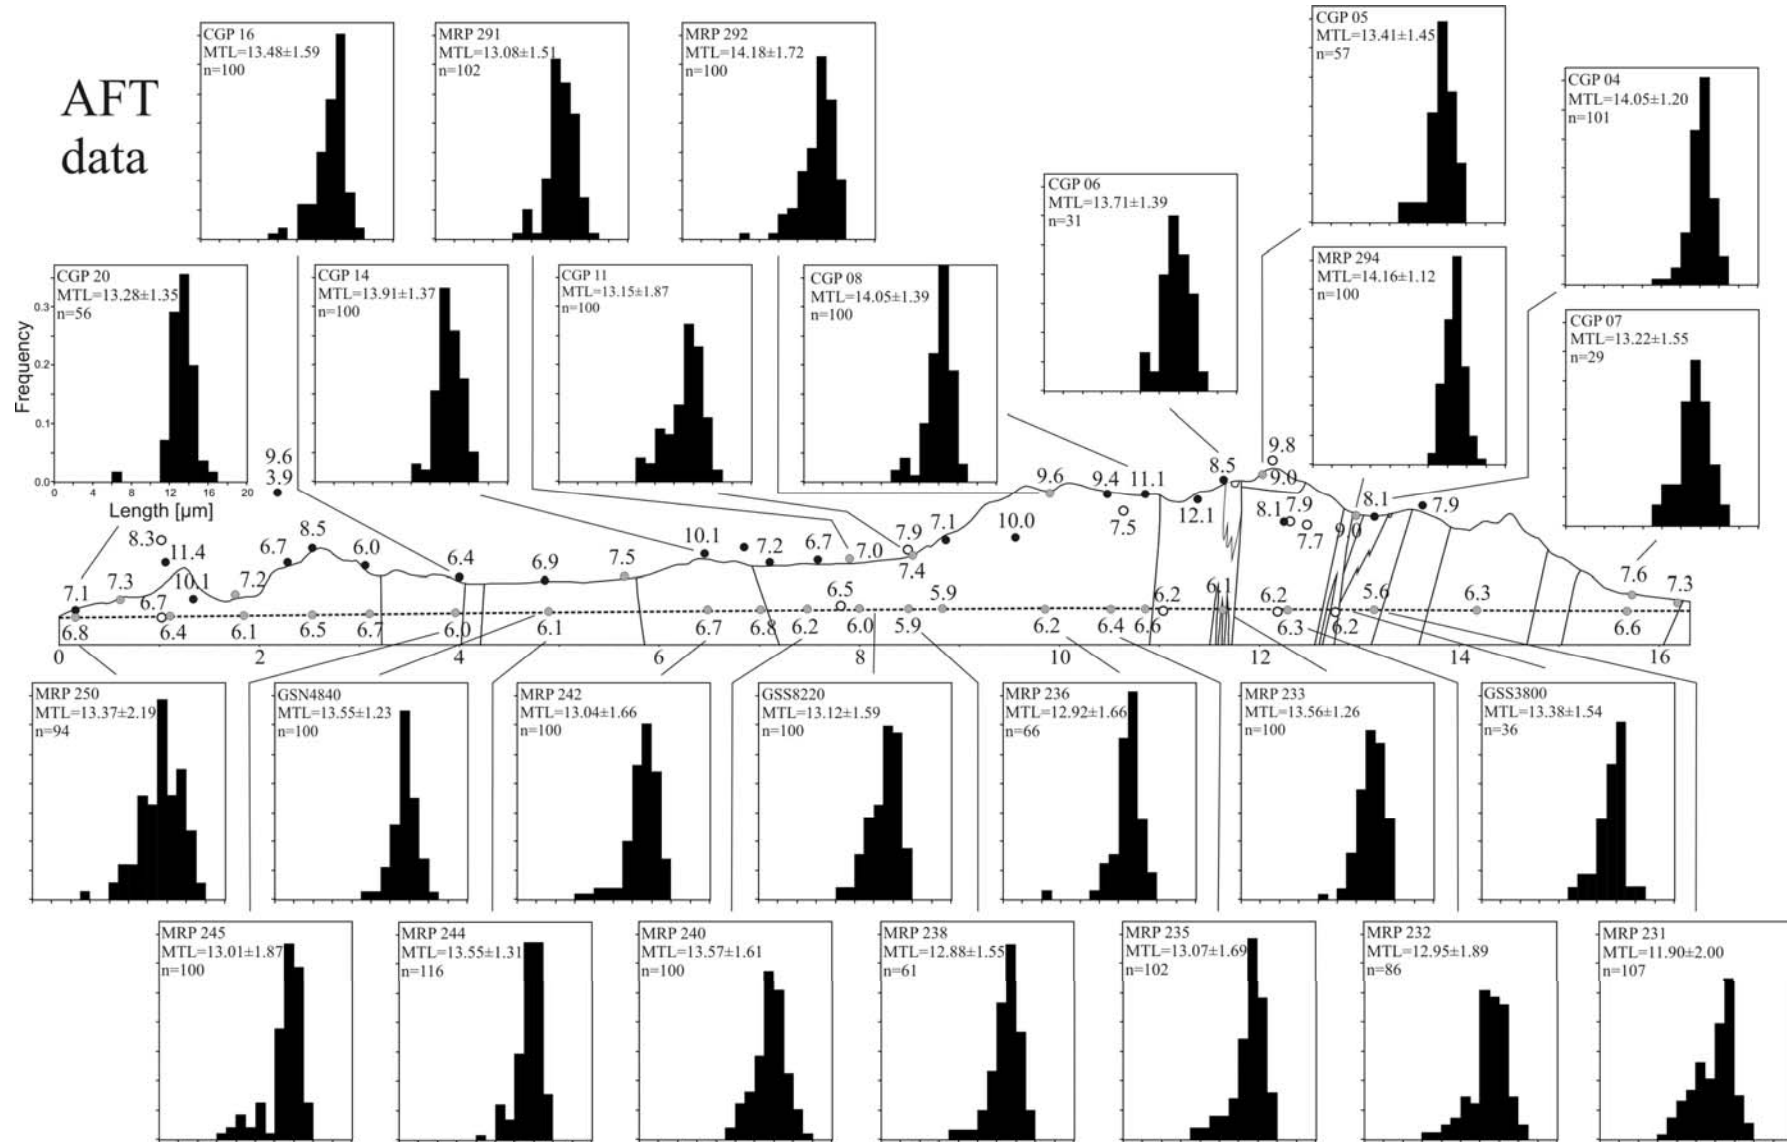 AFT
data
CGP 16
MTL=13.48±1.59
n=100
MRP 291
MTL=13.08±1.51
n=102
MRP 292
MTL=14.18±1.72
n=100
CGP 05
MTL=13.41±1.45
n=57
CGP 04
MTL=14.05±1.20
n=101
CGP 06
MTL=13.71±1.39
n=31
CGP 20
MTL=13.28±1.35
n=56
CGP 14
MTL=13.91±1.37
n=100
CGP 11
MTL=13.15±1.87
n=100
CGP 08
MTL=14.05±1.39
n=100
MRP 294
MTL=14.16±1.12
n=100
CGP 07
MTL=13.22±1.55
n=29
Frequency
0.3
0.2
0.1
0.0
0 4 8 12 16 20
Length [µm]
9.6
3.9
8.3
11.4
7.1 7.3 10.1 7.2 6.7 8.5 6.0 6.4 6.9 7.5 10.1 7.2 6.7 7.0 7.9 7.4 7.1 10.0 9.6 9.4 11.1 7.5 12.1 8.5 9.8 9.0 8.1 7.9 7.7 9.0 8.1 7.9 7.6 7.3
6.7 6.5 6.2 6.1 6.2 5.6 6.3
6.8 6.4 6.1 6.5 6.7 6.0 6.1 6.7 6.8 6.2 6.0 5.9 5.9 6.2 6.4 6.6 6.3 6.2 6.6
0 2 4 6 8 10 12 14 16
MRP 250
MTL=13.37±2.19
n=94
GSN4840
MTL=13.55±1.23
n=100
MRP 242
MTL=13.04±1.66
n=100
GSS8220
MTL=13.12±1.59
n=100
MRP 236
MTL=12.92±1.66
n=66
MRP 233
MTL=13.56±1.26
n=100
GSS3800
MTL=13.38±1.54
n=36
MRP 245
MTL=13.01±1.87
n=100
MRP 244
MTL=13.55±1.31
n=116
MRP 240
MTL=13.57±1.61
n=100
MRP 238
MTL=12.88±1.55
n=61
MRP 235
MTL=13.07±1.69
n=102
MRP 232
MTL=12.95±1.89
n=86
MRP 231
MTL=11.90±2.00
n=107